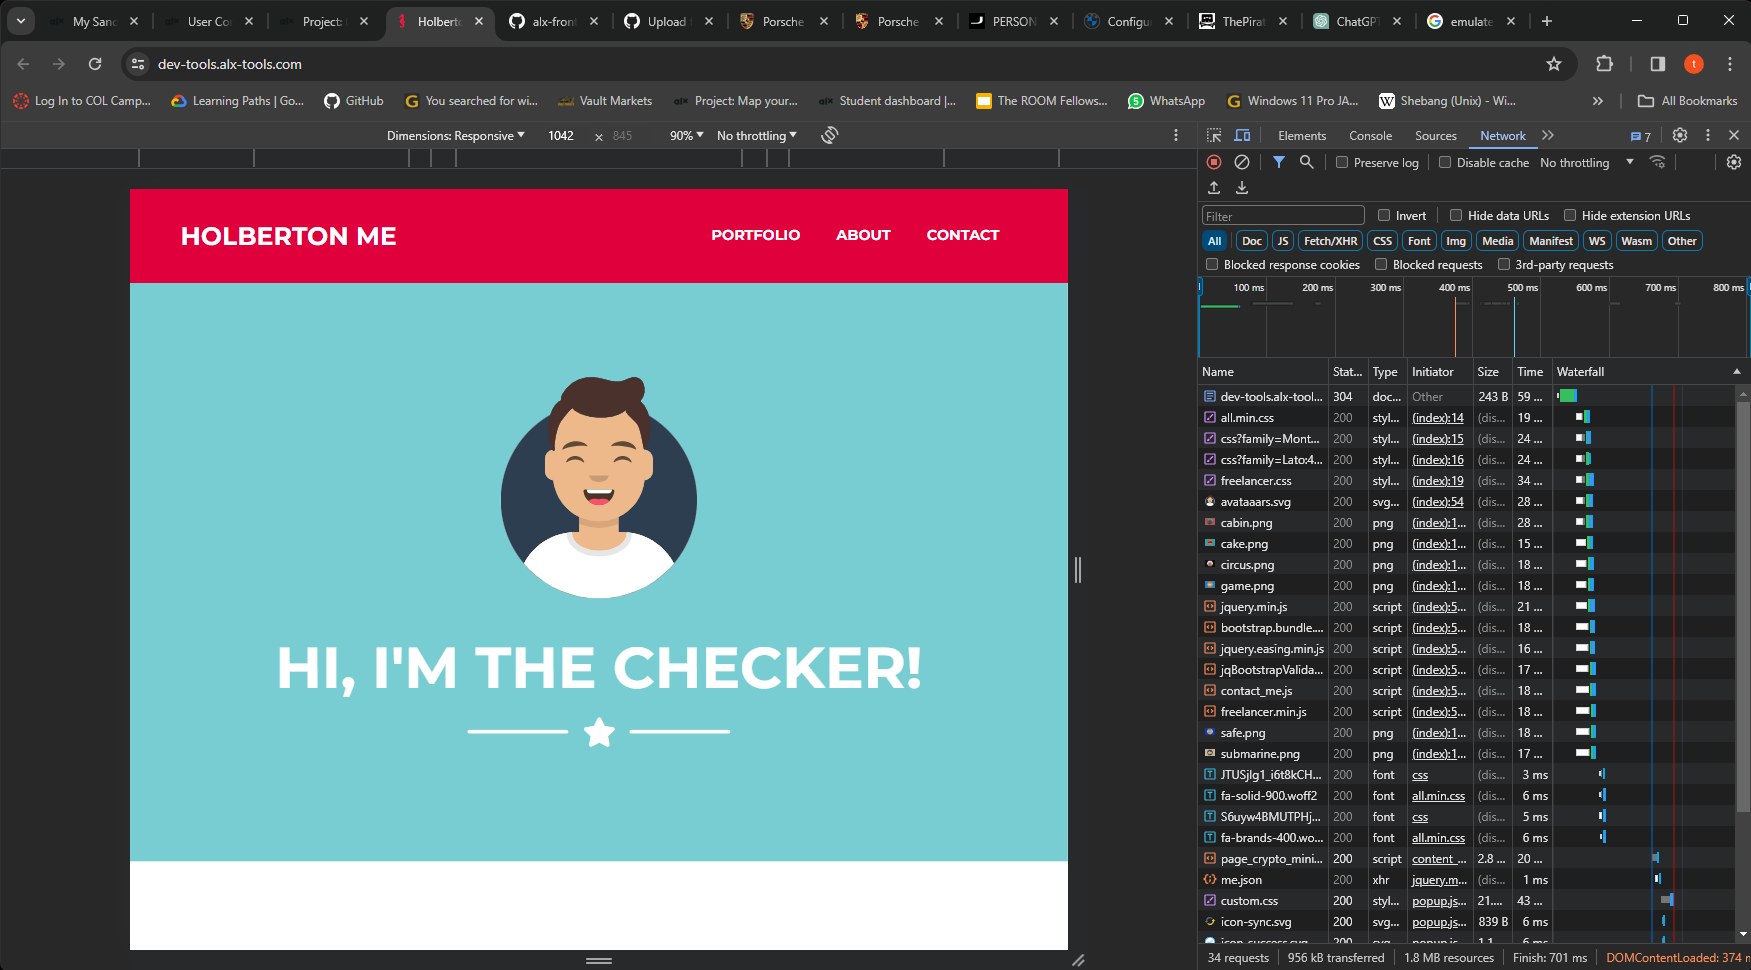 My San
User Co
Project:
Holberto
alx-fron
Upload
Porsche
Porsche
PERSON
Configu
ThePirat
ChatGPT
emulate
dev-tools.alx-tools.com
Log In to COL Camp...
Learning Paths | Go...
GitHub
You searched for wi...
Vault Markets
Project: Map your...
Student dashboard |...
The ROOM Fellows...
WhatsApp
Windows 11 Pro JA...
Shebang (Unix) - Wi...
All Bookmarks
Dimensions: Responsive 1042 × 845 90% No throttling
Elements Console Sources Network 7
Preserve log Disable cache No throttling
Filter Invert Hide data URLs Hide extension URLs
All Doc JS Fetch/XHR CSS Font Img Media Manifest WS Wasm Other
Blocked response cookies Blocked requests 3rd-party requests
100 ms 200 ms 300 ms 400 ms 500 ms 600 ms 700 ms 800 ms
HOLBERTON ME PORTFOLIO ABOUT CONTACT
HI, I'M THE CHECKER!
Name Stat... Type Initiator Size Time Waterfall
dev-tools.alx-tool... 304 doc... Other 243 B 59 ...
all.min.css 200 styl... (index):14 (dis... 19 ...
css?family=Mont... 200 styl... (index):15 (dis... 24 ...
css?family=Lato:4... 200 styl... (index):16 (dis... 24 ...
freelancer.css 200 styl... (index):19 (dis... 34 ...
avataaars.svg 200 svg... (index):54 (dis... 28 ...
cabin.png 200 png (index):1... (dis... 28 ...
cake.png 200 png (index):1... (dis... 15 ...
circus.png 200 png (index):1... (dis... 18 ...
game.png 200 png (index):1... (dis... 18 ...
jquery.min.js 200 script (index):5... (dis... 21 ...
bootstrap.bundle.... 200 script (index):5... (dis... 18 ...
jquery.easing.min.js 200 script (index):5... (dis... 16 ...
jqBootstrapValida... 200 script (index):5... (dis... 17 ...
contact_me.js 200 script (index):5... (dis... 18 ...
freelancer.min.js 200 script (index):5... (dis... 18 ...
safe.png 200 png (index):1... (dis... 18 ...
submarine.png 200 png (index):1... (dis... 17 ...
JTUSjIg1_i6t8kCH... 200 font css (dis... 3 ms
fa-solid-900.woff2 200 font all.min.css (dis... 6 ms
S6uyw4BMUTPHj... 200 font css (dis... 5 ms
fa-brands-400.wo... 200 font all.min.css (dis... 6 ms
page_crypto_mini... 200 script content_... 2.8 ... 20 ...
me.json 200 xhr jquery.m... (dis... 1 ms
custom.css 200 styl... popup.js... 21.... 43 ...
icon-sync.svg 200 svg... popup.js... 839 B 6 ms
34 requests 956 kB transferred 1.8 MB resources Finish: 701 ms DOMContentLoaded: 374 m